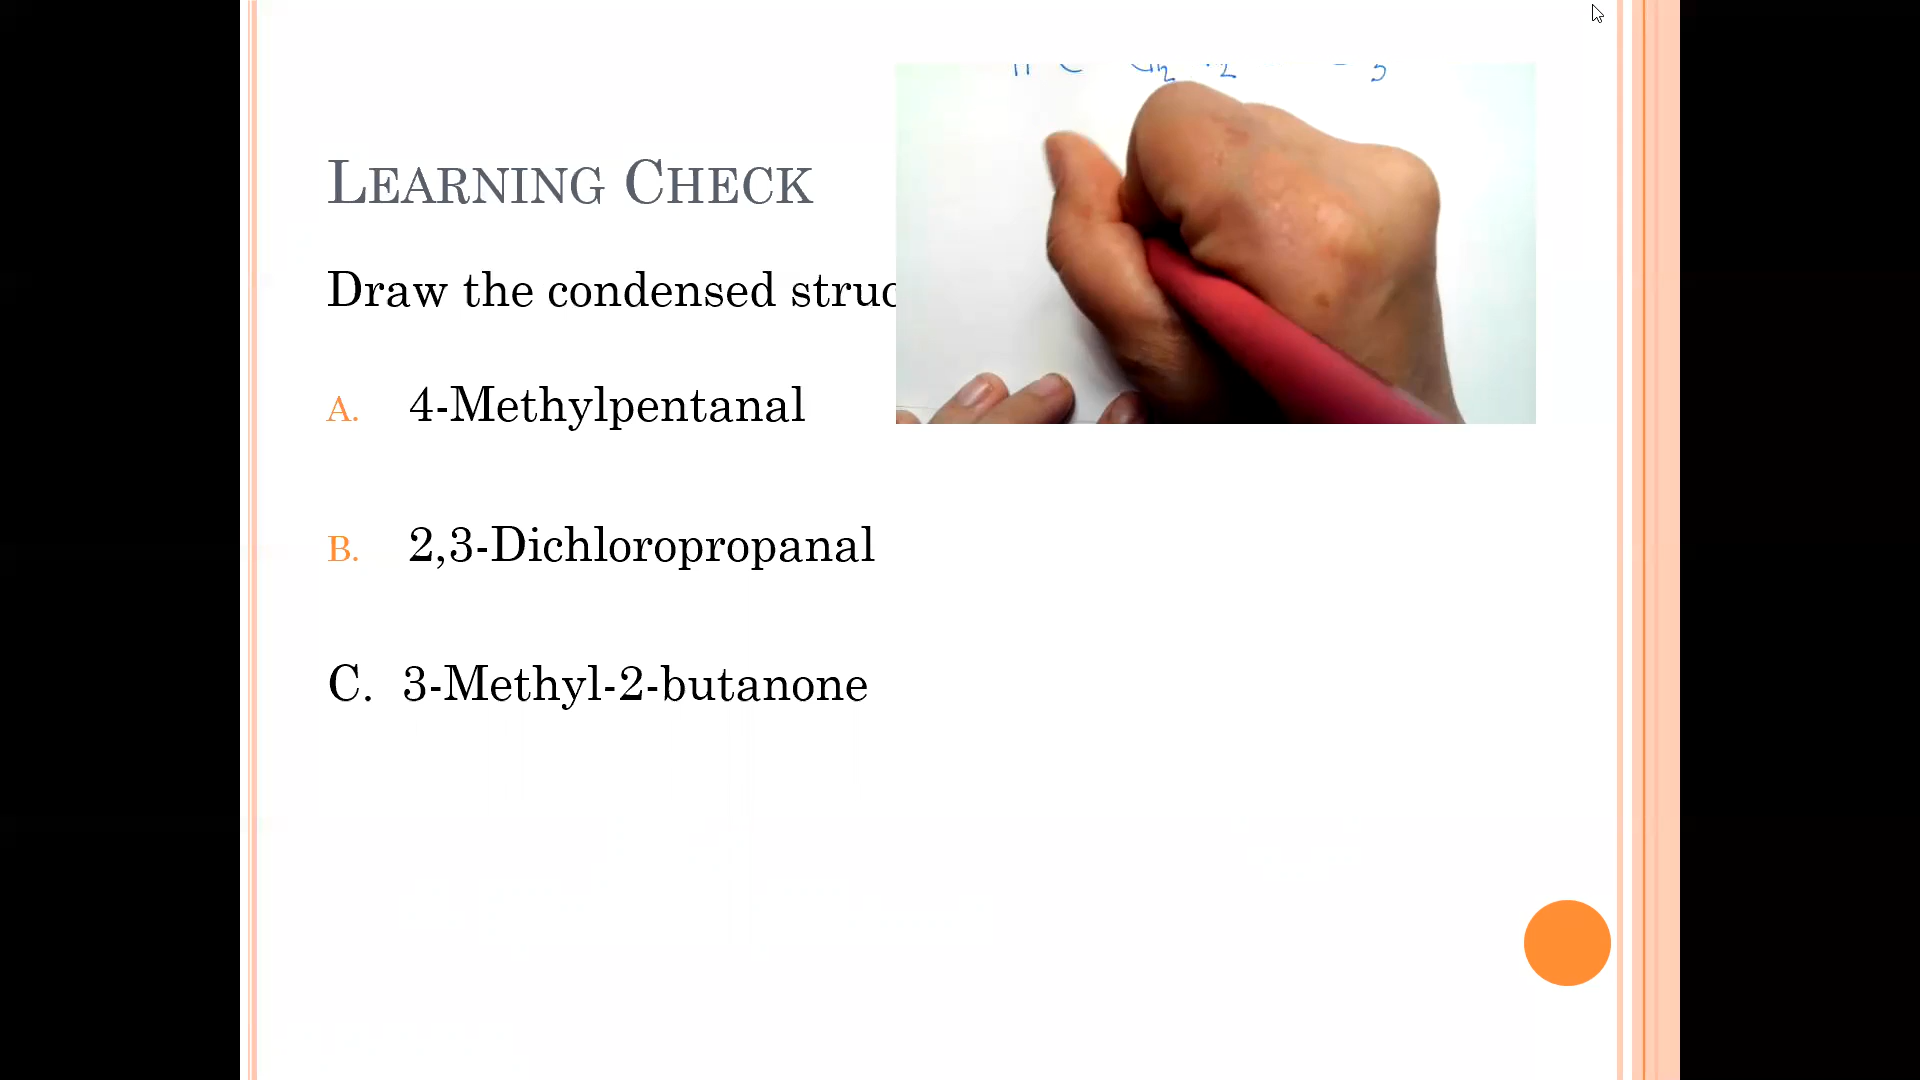 LEARNING CHECK
Draw the condensed struc
A. 4-Methylpentanal
B. 2,3-Dichloropropanal
C. 3-Methyl-2-butanone